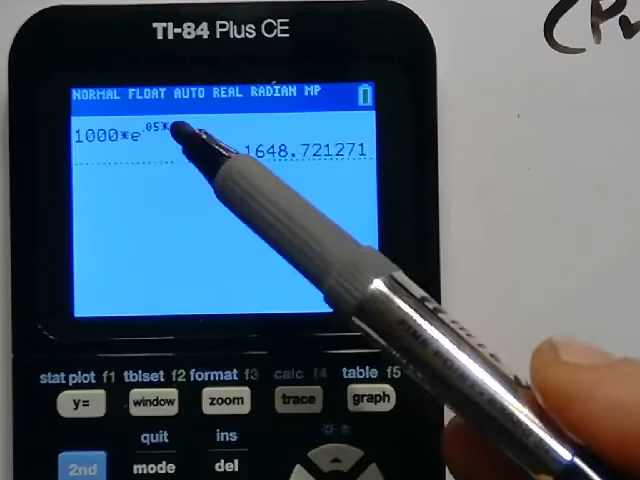 TI-84 Plus CE
NORMAL FLOAT AUTO REAL RADIAN MP
1000*e^.05*
1648.721271
stat plot f1 tblset f2 format f3 calc f4 table f5
y= window zoom trace graph
quit ins
2nd mode del